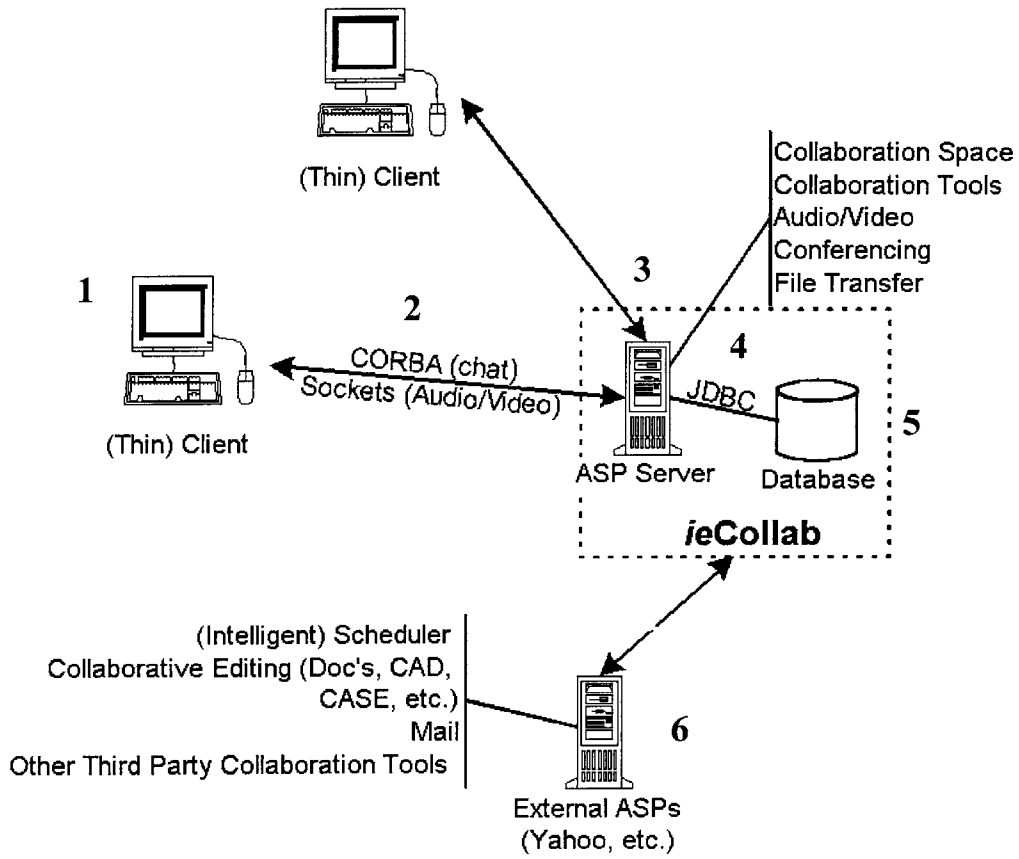 (Thin) Client
Collaboration Space
Collaboration Tools
Audio/Video
Conferencing
File Transfer
1
2
3
4
CORBA (chat)
Sockets (Audio/Video)
JDBC
5
(Thin) Client
ASP Server
Database
ieCollab
(Intelligent) Scheduler
Collaborative Editing (Doc's, CAD,
CASE, etc.)
Mail
Other Third Party Collaboration Tools
6
External ASPs
(Yahoo, etc.)